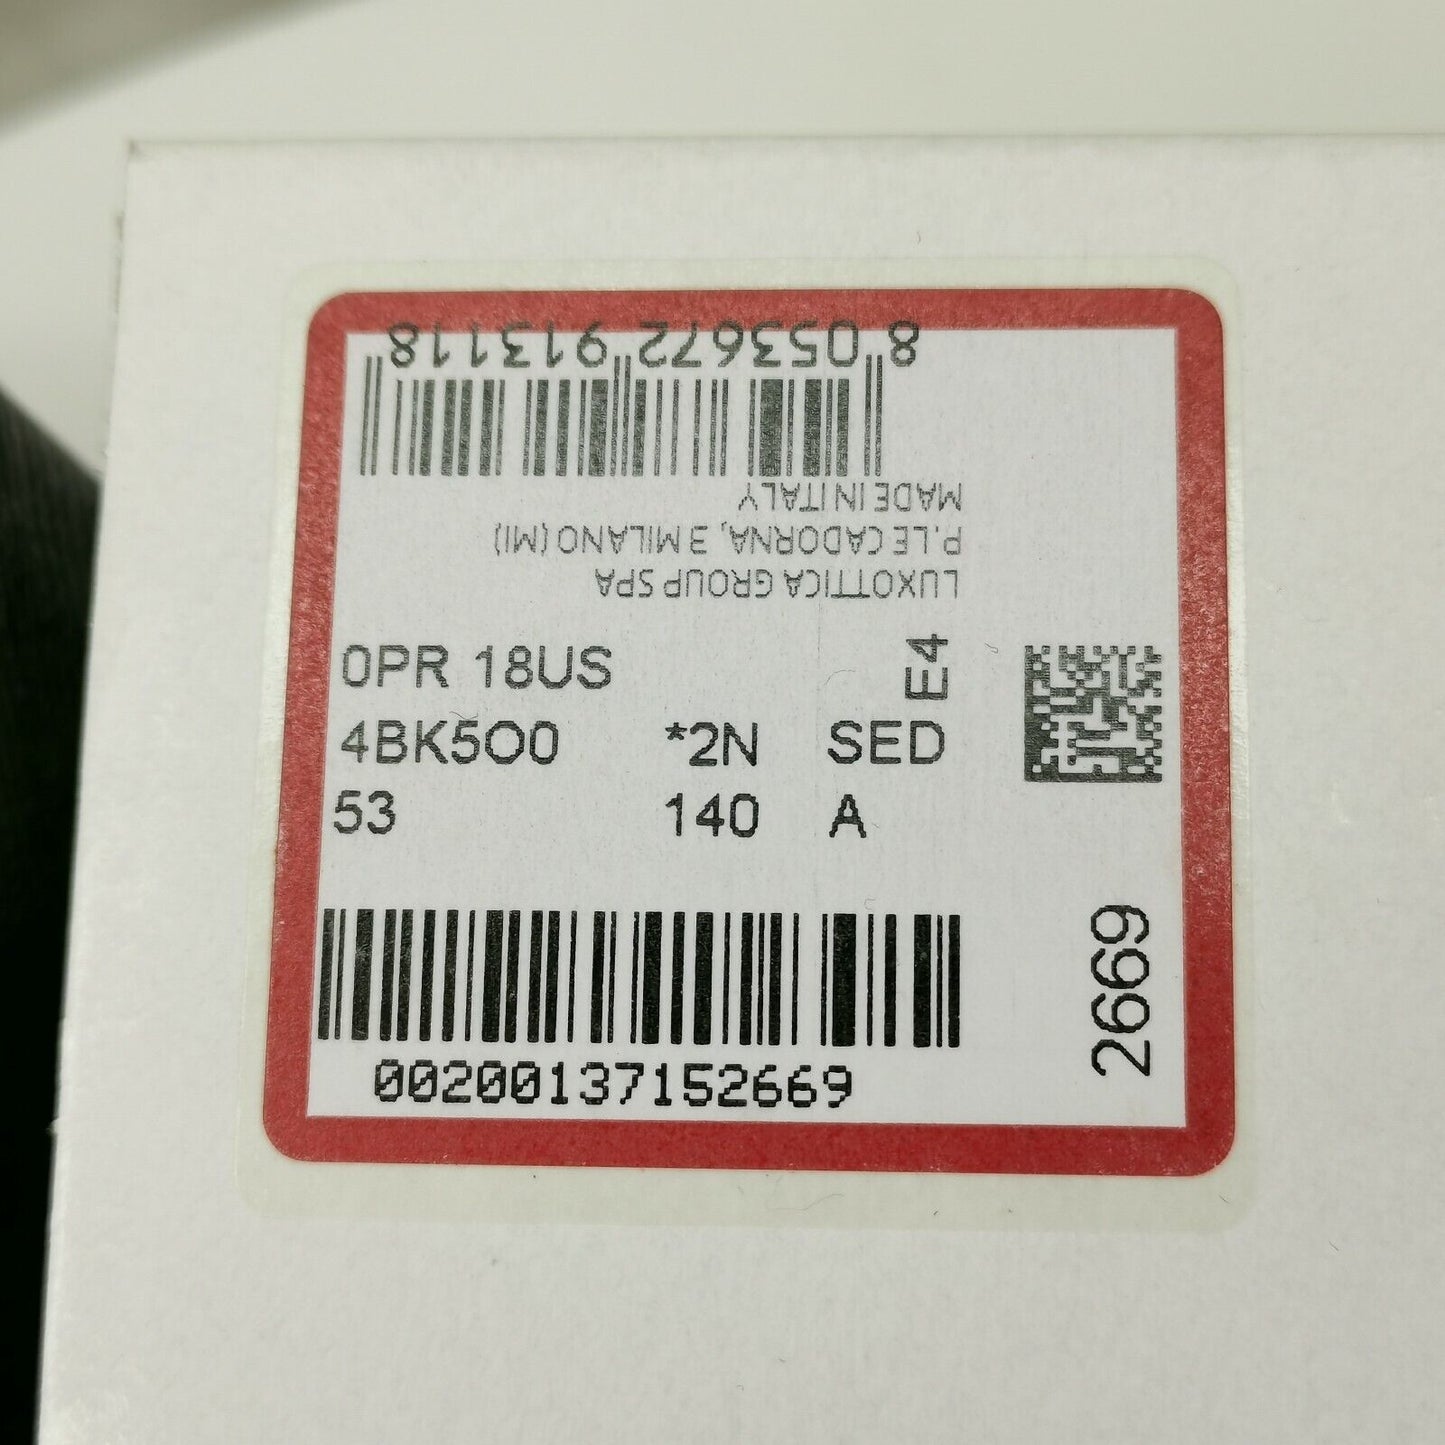 8 053672 913118
MADE IN ITALY
P.LE CADORNA, 3 MILANO (MI)
LUXOTTICA GROUP SPA
0PR 18US
E4
4BK5O0 *2N SED
53 140 A
2669
00200137152669